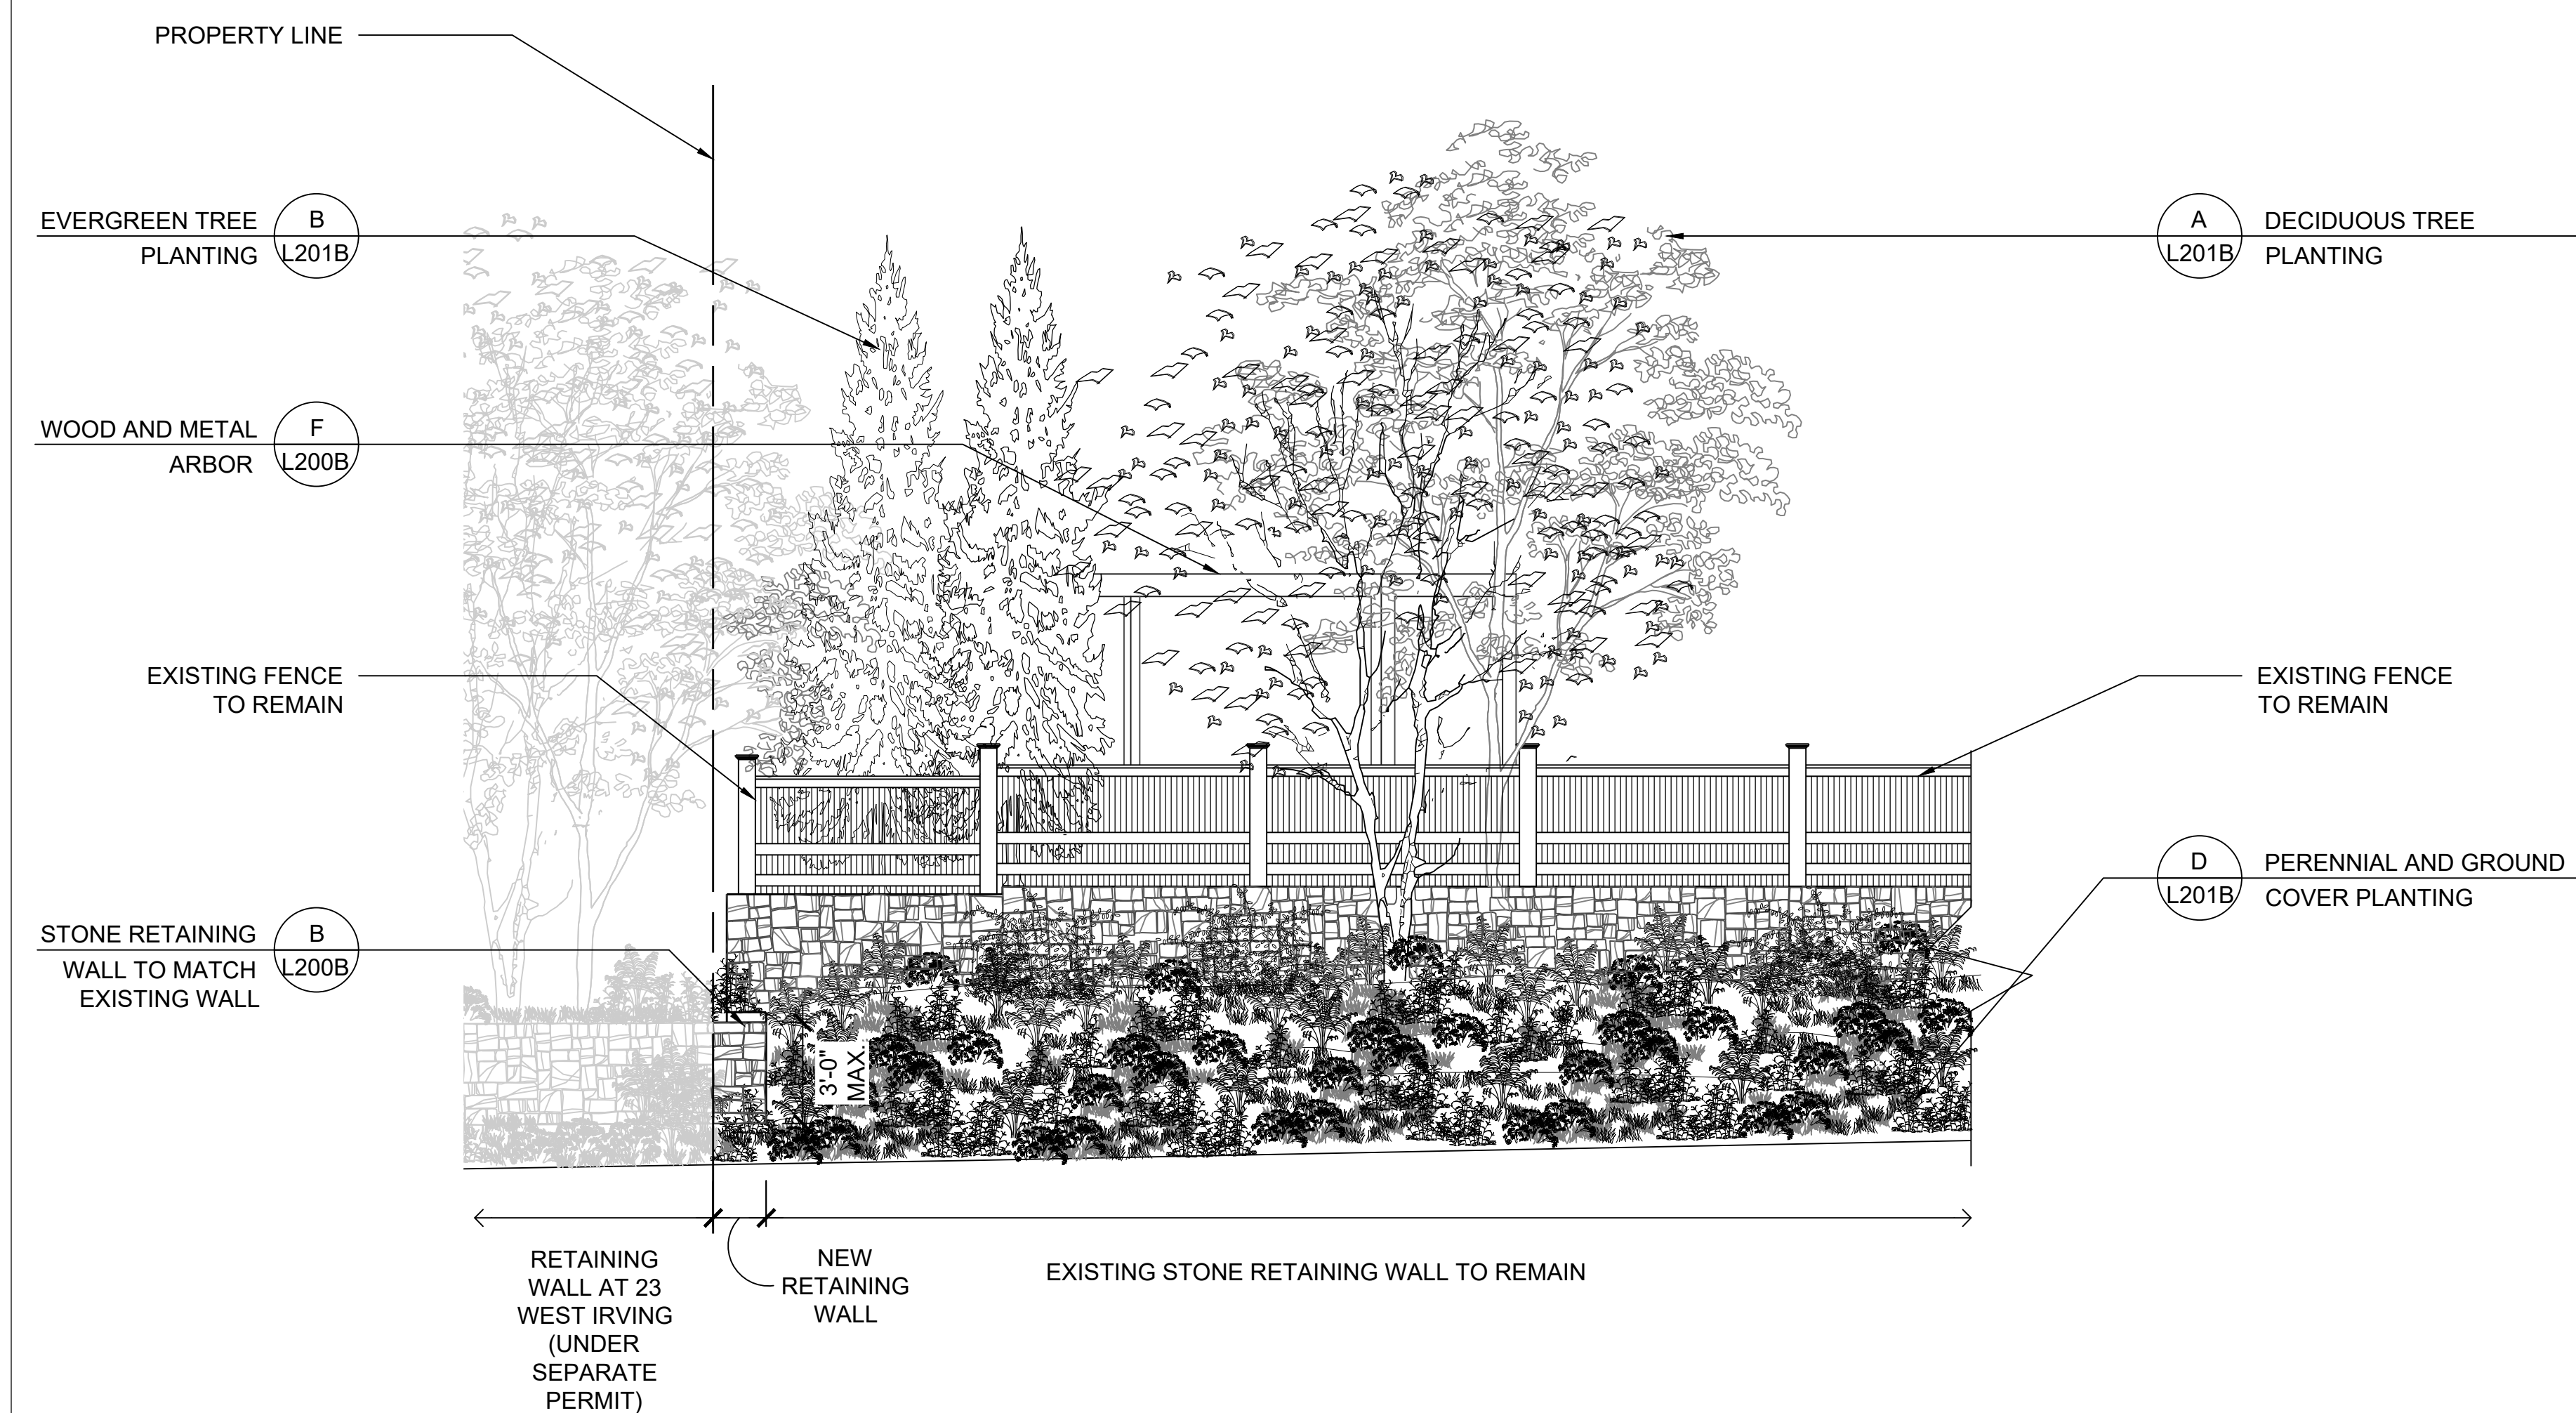 PROPERTY LINE
EVERGREEN TREE
PLANTING
B
L201B
A
L201B
DECIDUOUS TREE
PLANTING
WOOD AND METAL
ARBOR
F
L200B
EXISTING FENCE
TO REMAIN
EXISTING FENCE
TO REMAIN
D
L201B
PERENNIAL AND GROUND
COVER PLANTING
STONE RETAINING
WALL TO MATCH
EXISTING WALL
B
L200B
3'-0"
MAX.
RETAINING
WALL AT 23
WEST IRVING
(UNDER
SEPARATE
PERMIT)
NEW
RETAINING
WALL
EXISTING STONE RETAINING WALL TO REMAIN